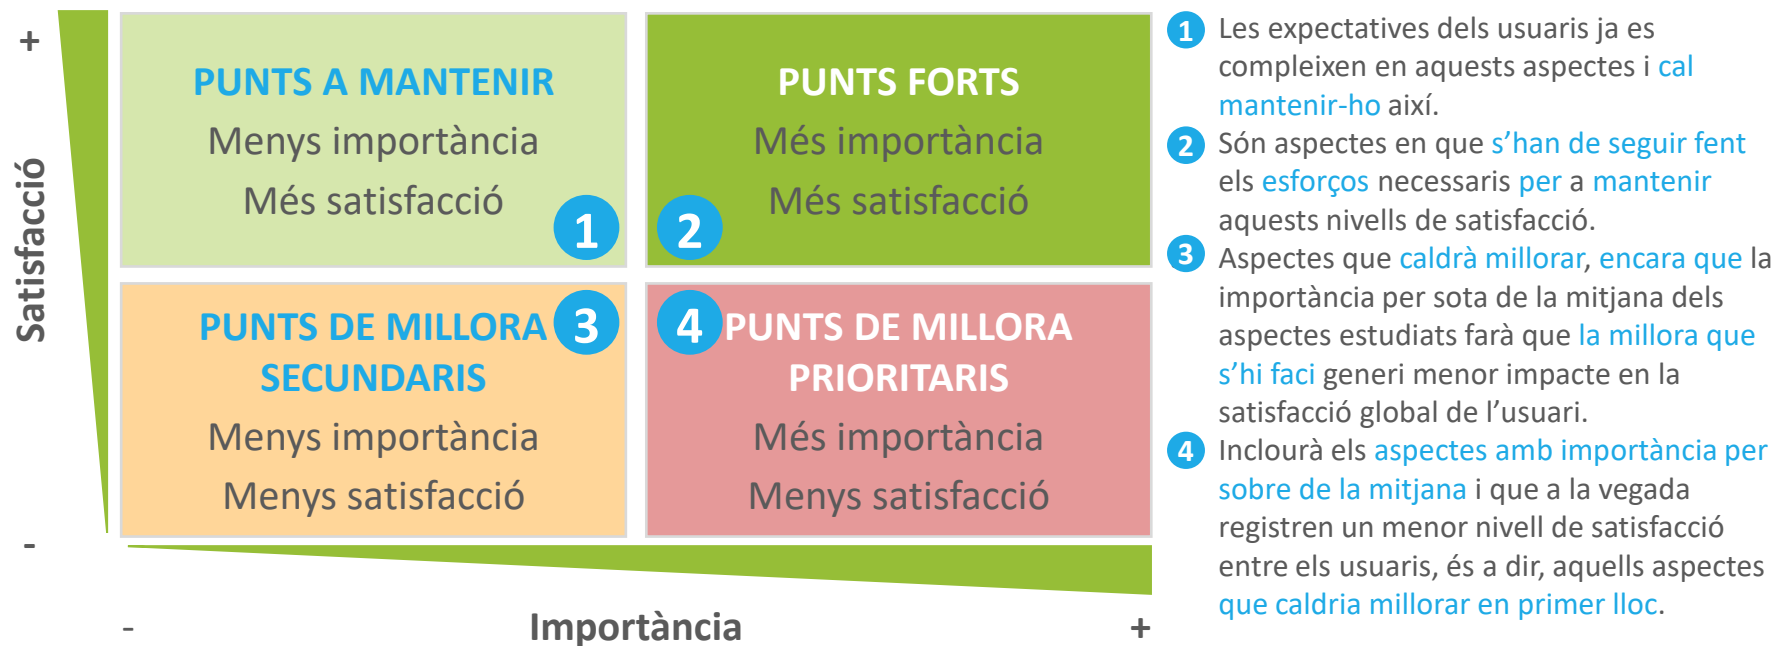 +
Satisfacció
-
PUNTS A MANTENIR
Menys importància
Més satisfacció
1
PUNTS FORTS
Més importància
Més satisfacció
2
PUNTS DE MILLORA
SECUNDARIS
Menys importància
Menys satisfacció
3
4
PUNTS DE MILLORA
PRIORITARIS
Més importància
Menys satisfacció
-
Importància
+
1 Les expectatives dels usuaris ja es
compleixen en aquests aspectes i cal
mantenir-ho així.
2 Són aspectes en que s'han de seguir fent
els esforços necessaris per a mantenir
aquests nivells de satisfacció.
3 Aspectes que caldrà millorar, encara que la
importància per sota de la mitjana dels
aspectes estudiats farà que la millora que
s'hi faci generi menor impacte en la
satisfacció global de l'usuari.
4 Inclourà els aspectes amb importància per
sobre de la mitjana i que a la vegada
registren un menor nivell de satisfacció
entre els usuaris, és a dir, aquells aspectes
que caldria millorar en primer lloc.